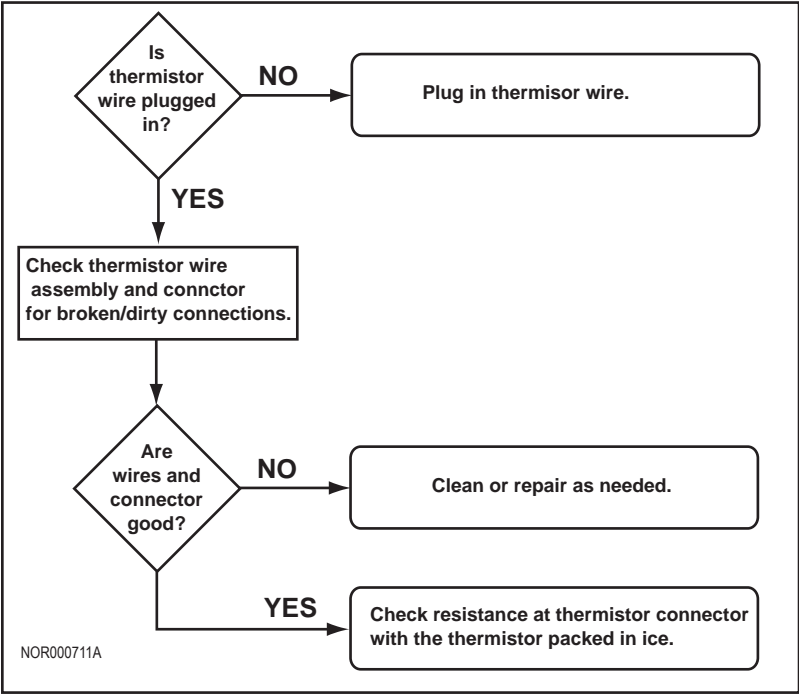 Is
thermistor
wire plugged
in?
NO
Plug in thermisor wire.
YES
Check thermistor wire
assembly and connctor
for broken/dirty connections.
Are
wires and
connector
good?
NO
Clean or repair as needed.
YES
Check resistance at thermistor connector
with the thermistor packed in ice.
NOR000711A